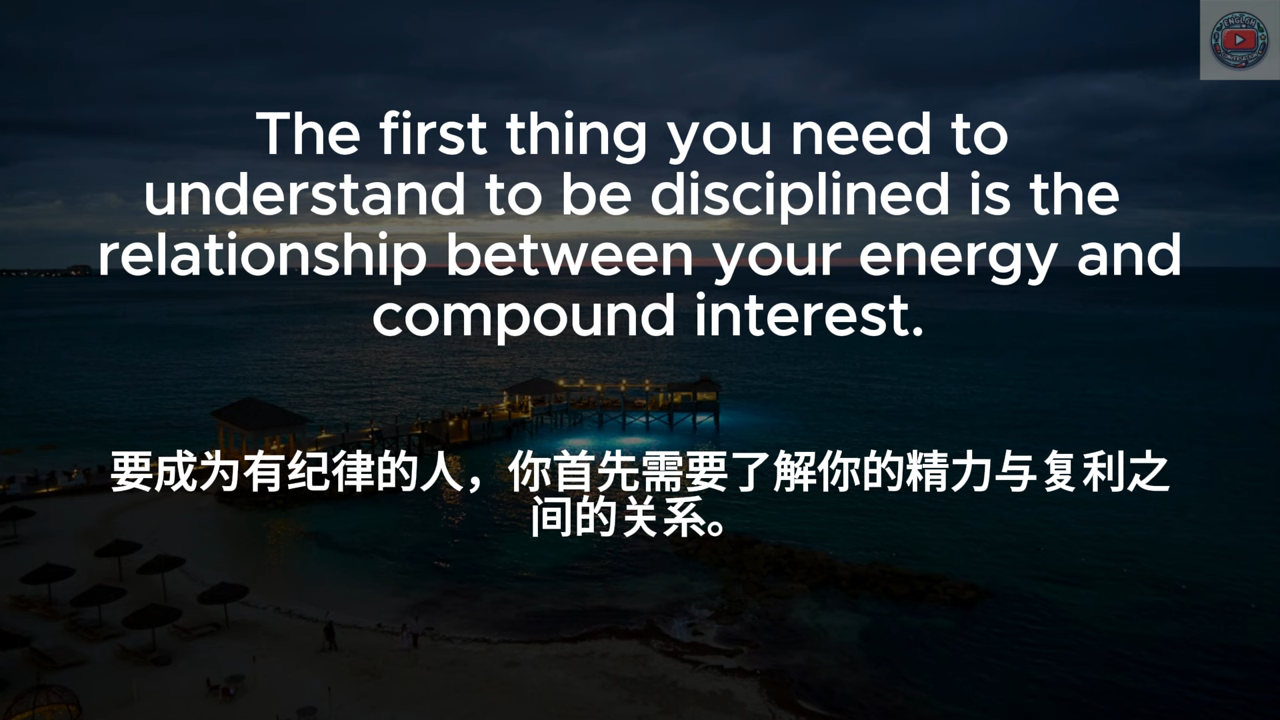 The first thing you need to
understand to be disciplined is the
relationship between your energy and
compound interest.
要成为有纪律的人，你首先需要了解你的精力与复利之
间的关系。